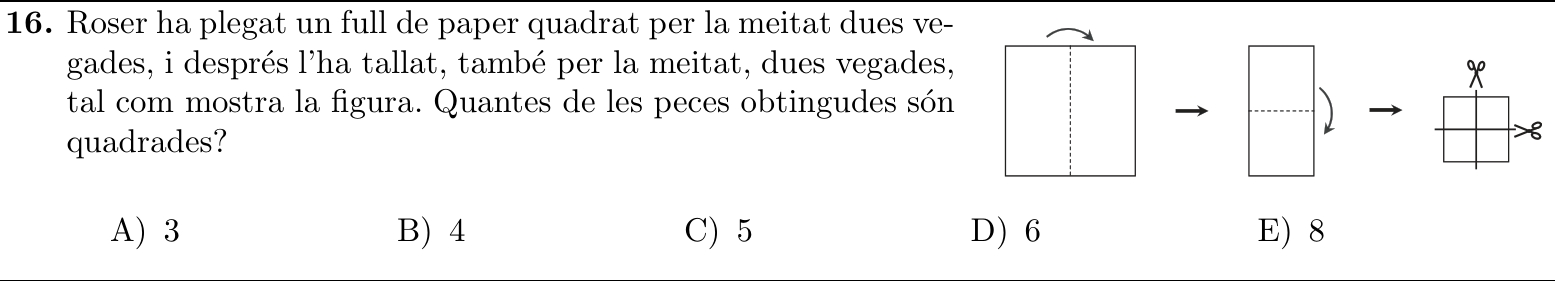 16. Roser ha plegat un full de paper quadrat per la meitat dues ve-
gades, i després l'ha tallat, també per la meitat, dues vegades,
tal com mostra la figura. Quantes de les peces obtingudes són
quadrades?
A) 3 B) 4 C) 5 D) 6 E) 8